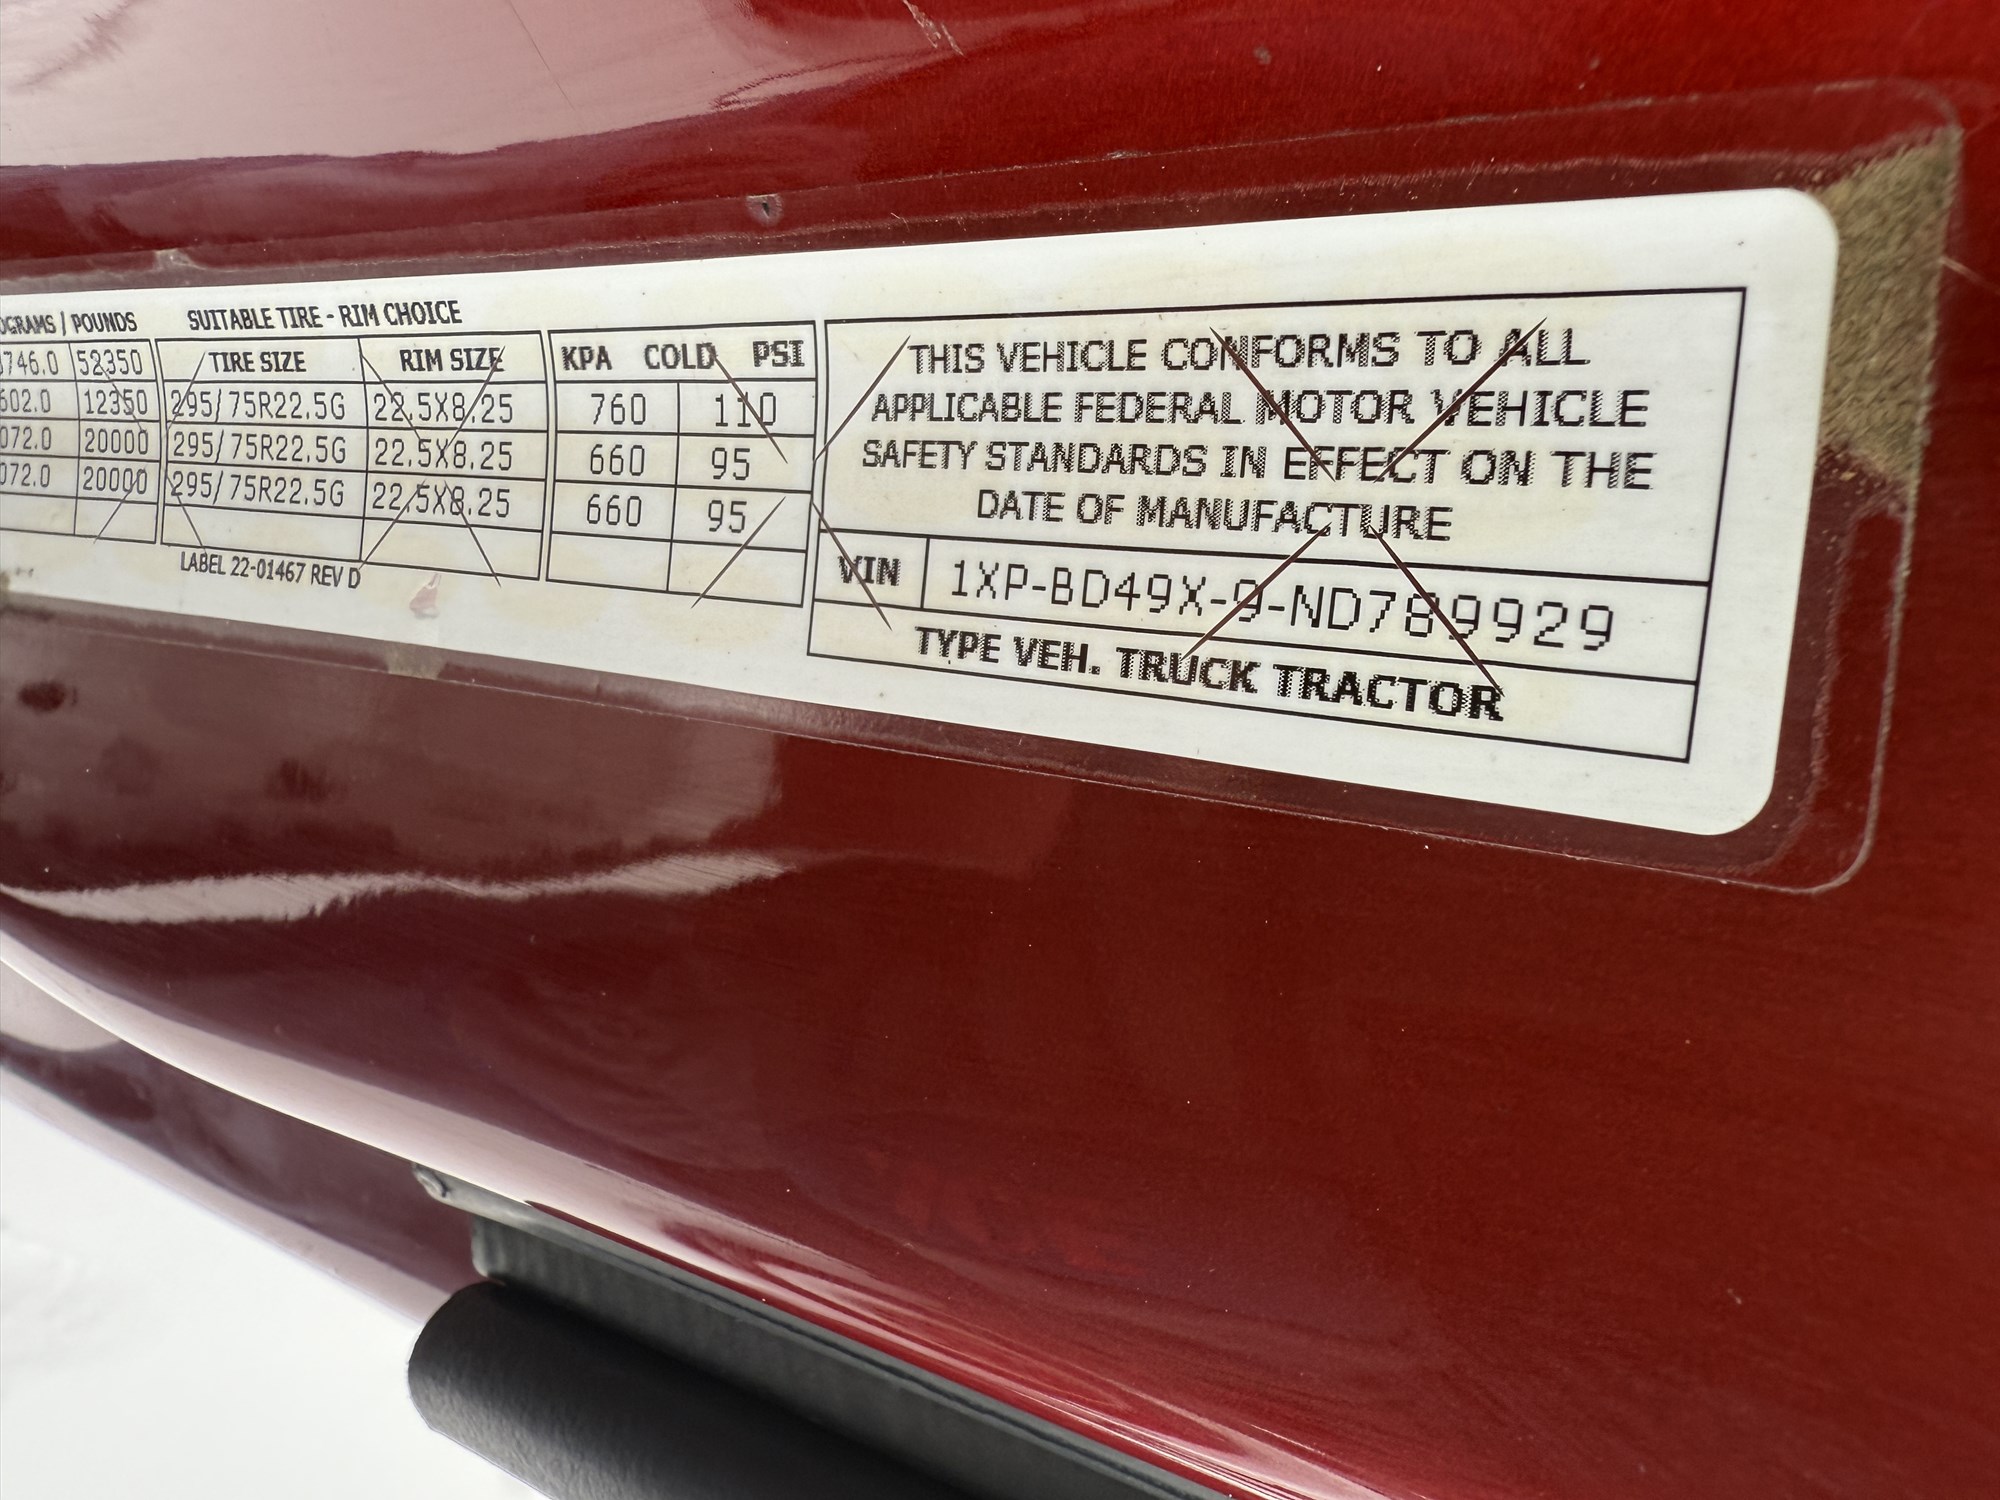 OGRAMS / POUNDS
746.0 52350
602.0 12350
072.0 20000
072.0 20000
SUITABLE TIRE - RIM CHOICE
TIRE SIZE RIM SIZE
295/75R22.5G 22.5X8.25
295/75R22.5G 22.5X8.25
295/75R22.5G 22.5X8.25
LABEL 22-01467 REV D
KPA COLD PSI
760 110
660 95
660 95
THIS VEHICLE CONFORMS TO ALL
APPLICABLE FEDERAL MOTOR VEHICLE
SAFETY STANDARDS IN EFFECT ON THE
DATE OF MANUFACTURE
VIN 1XP-BD49X-9-ND789929
TYPE VEH. TRUCK TRACTOR